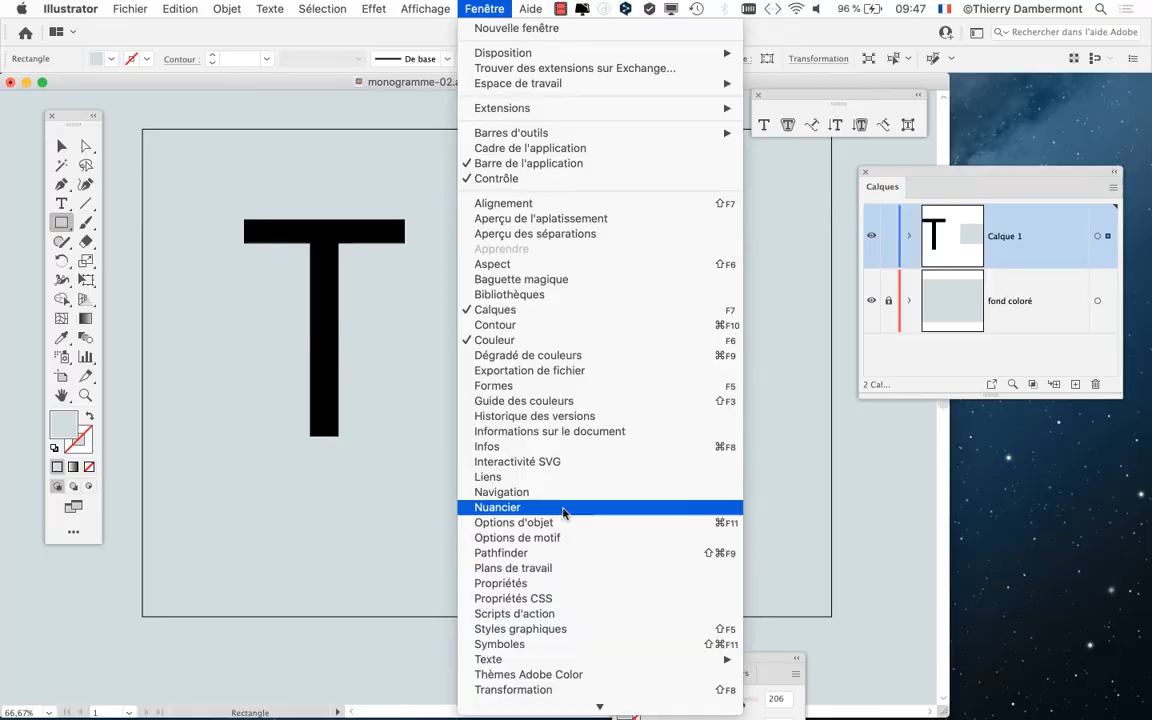 Illustrator Fichier Edition Objet Texte Sélection Effet Affichage Fenêtre Aide 96 % 09:47 @Thierry Dambermont
Rechercher dans l'aide Adobe
Rectangle Contour : De base Transformation
monogramme-02.a
Nouvelle fenêtre
Disposition
Trouver des extensions sur Exchange...
Espace de travail
Extensions
Barres d'outils
Cadre de l'application
✓ Barre de l'application
✓ Contrôle
Alignement ⇧F7
Aperçu de l'aplatissement
Aperçu des séparations
Apprendre
Aspect ⇧F6
Baguette magique
Bibliothèques
✓ Calques F7
Contour ⌘F10
✓ Couleur F6
Dégradé de couleurs ⌘F9
Exportation de fichier
Formes F5
Guide des couleurs ⇧F3
Historique des versions
Informations sur le document
Infos ⌘F8
Interactivité SVG
Liens
Navigation
Nuancier
Options d'objet ⌘F11
Options de motif
Pathfinder ⇧⌘F9
Plans de travail
Propriétés
Propriétés CSS
Scripts d'action
Styles graphiques ⇧F5
Symboles ⇧⌘F11
Texte
Thèmes Adobe Color
Transformation ⇧F8
T
Calques
Calque 1
fond coloré
2 Cal...
206
66,67% 1 Rectangle